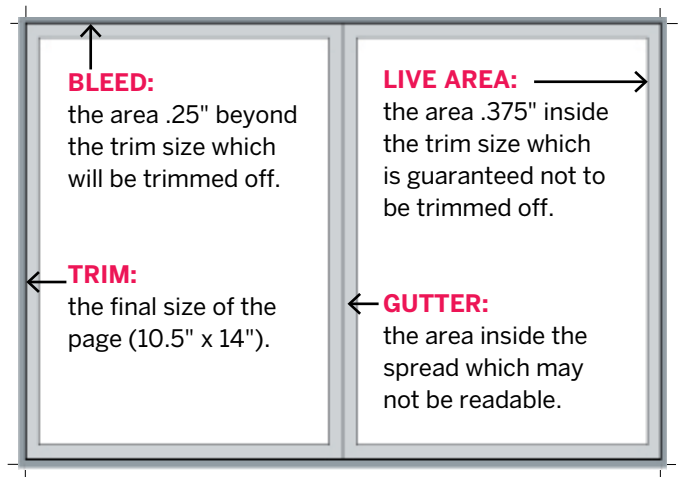 BLEED:
the area .25" beyond
the trim size which
will be trimmed off.
TRIM:
the final size of the
page (10.5" x 14").
LIVE AREA:
the area .375" inside
the trim size which
is guaranteed not to
be trimmed off.
GUTTER:
the area inside the
spread which may
not be readable.